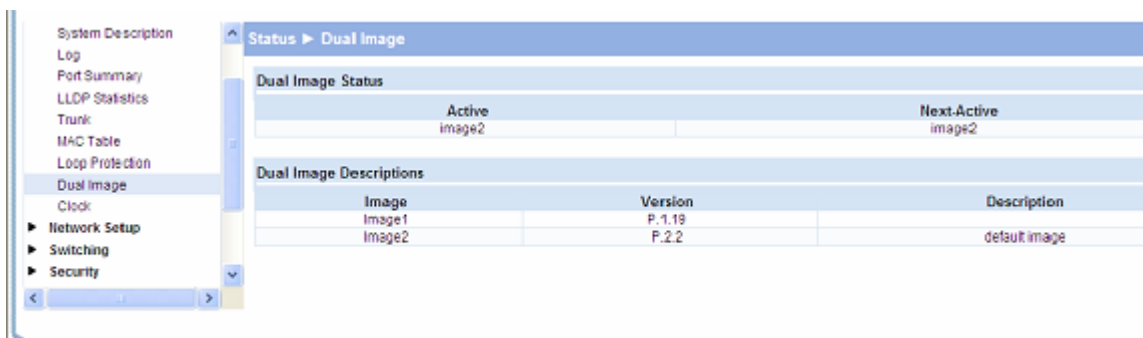 System Description
Log
Port Summary
LLDP Statistics
Trunk
MAC Table
Loop Protection
Dual Image
Clock
► Network Setup
► Switching
► Security
Status ► Dual Image
Dual Image Status
Active Next-Active
image2 image2
Dual Image Descriptions
Image Version Description
Image1 P.1.19
Image2 P.2.2 default image